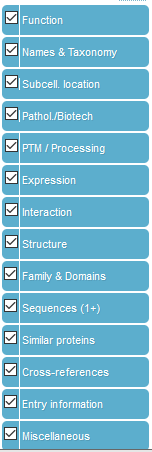 Function
Names & Taxonomy
Subcell. location
Pathol./Biotech
PTM / Processing
Expression
Interaction
Structure
Family & Domains
Sequences (1+)
Similar proteins
Cross-references
Entry information
Miscellaneous